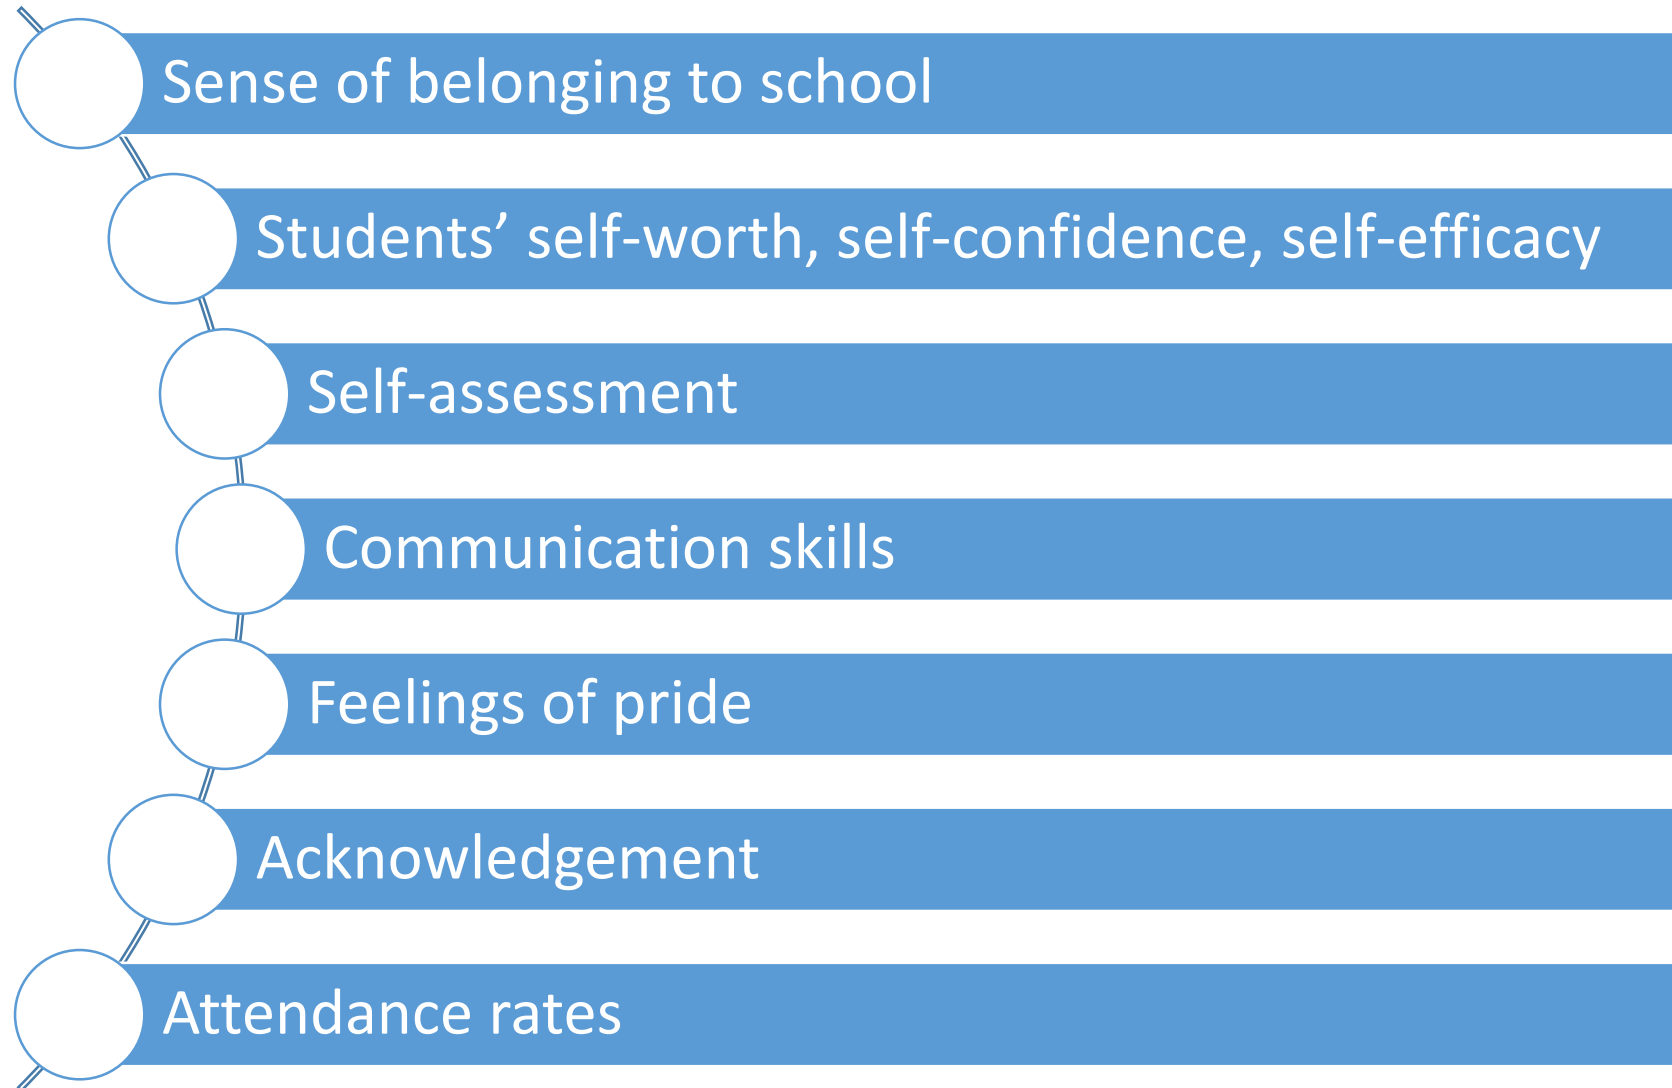 Sense of belonging to school
Students’ self-worth, self-confidence, self-efficacy
Self-assessment
Communication skills
Feelings of pride
Acknowledgement
Attendance rates